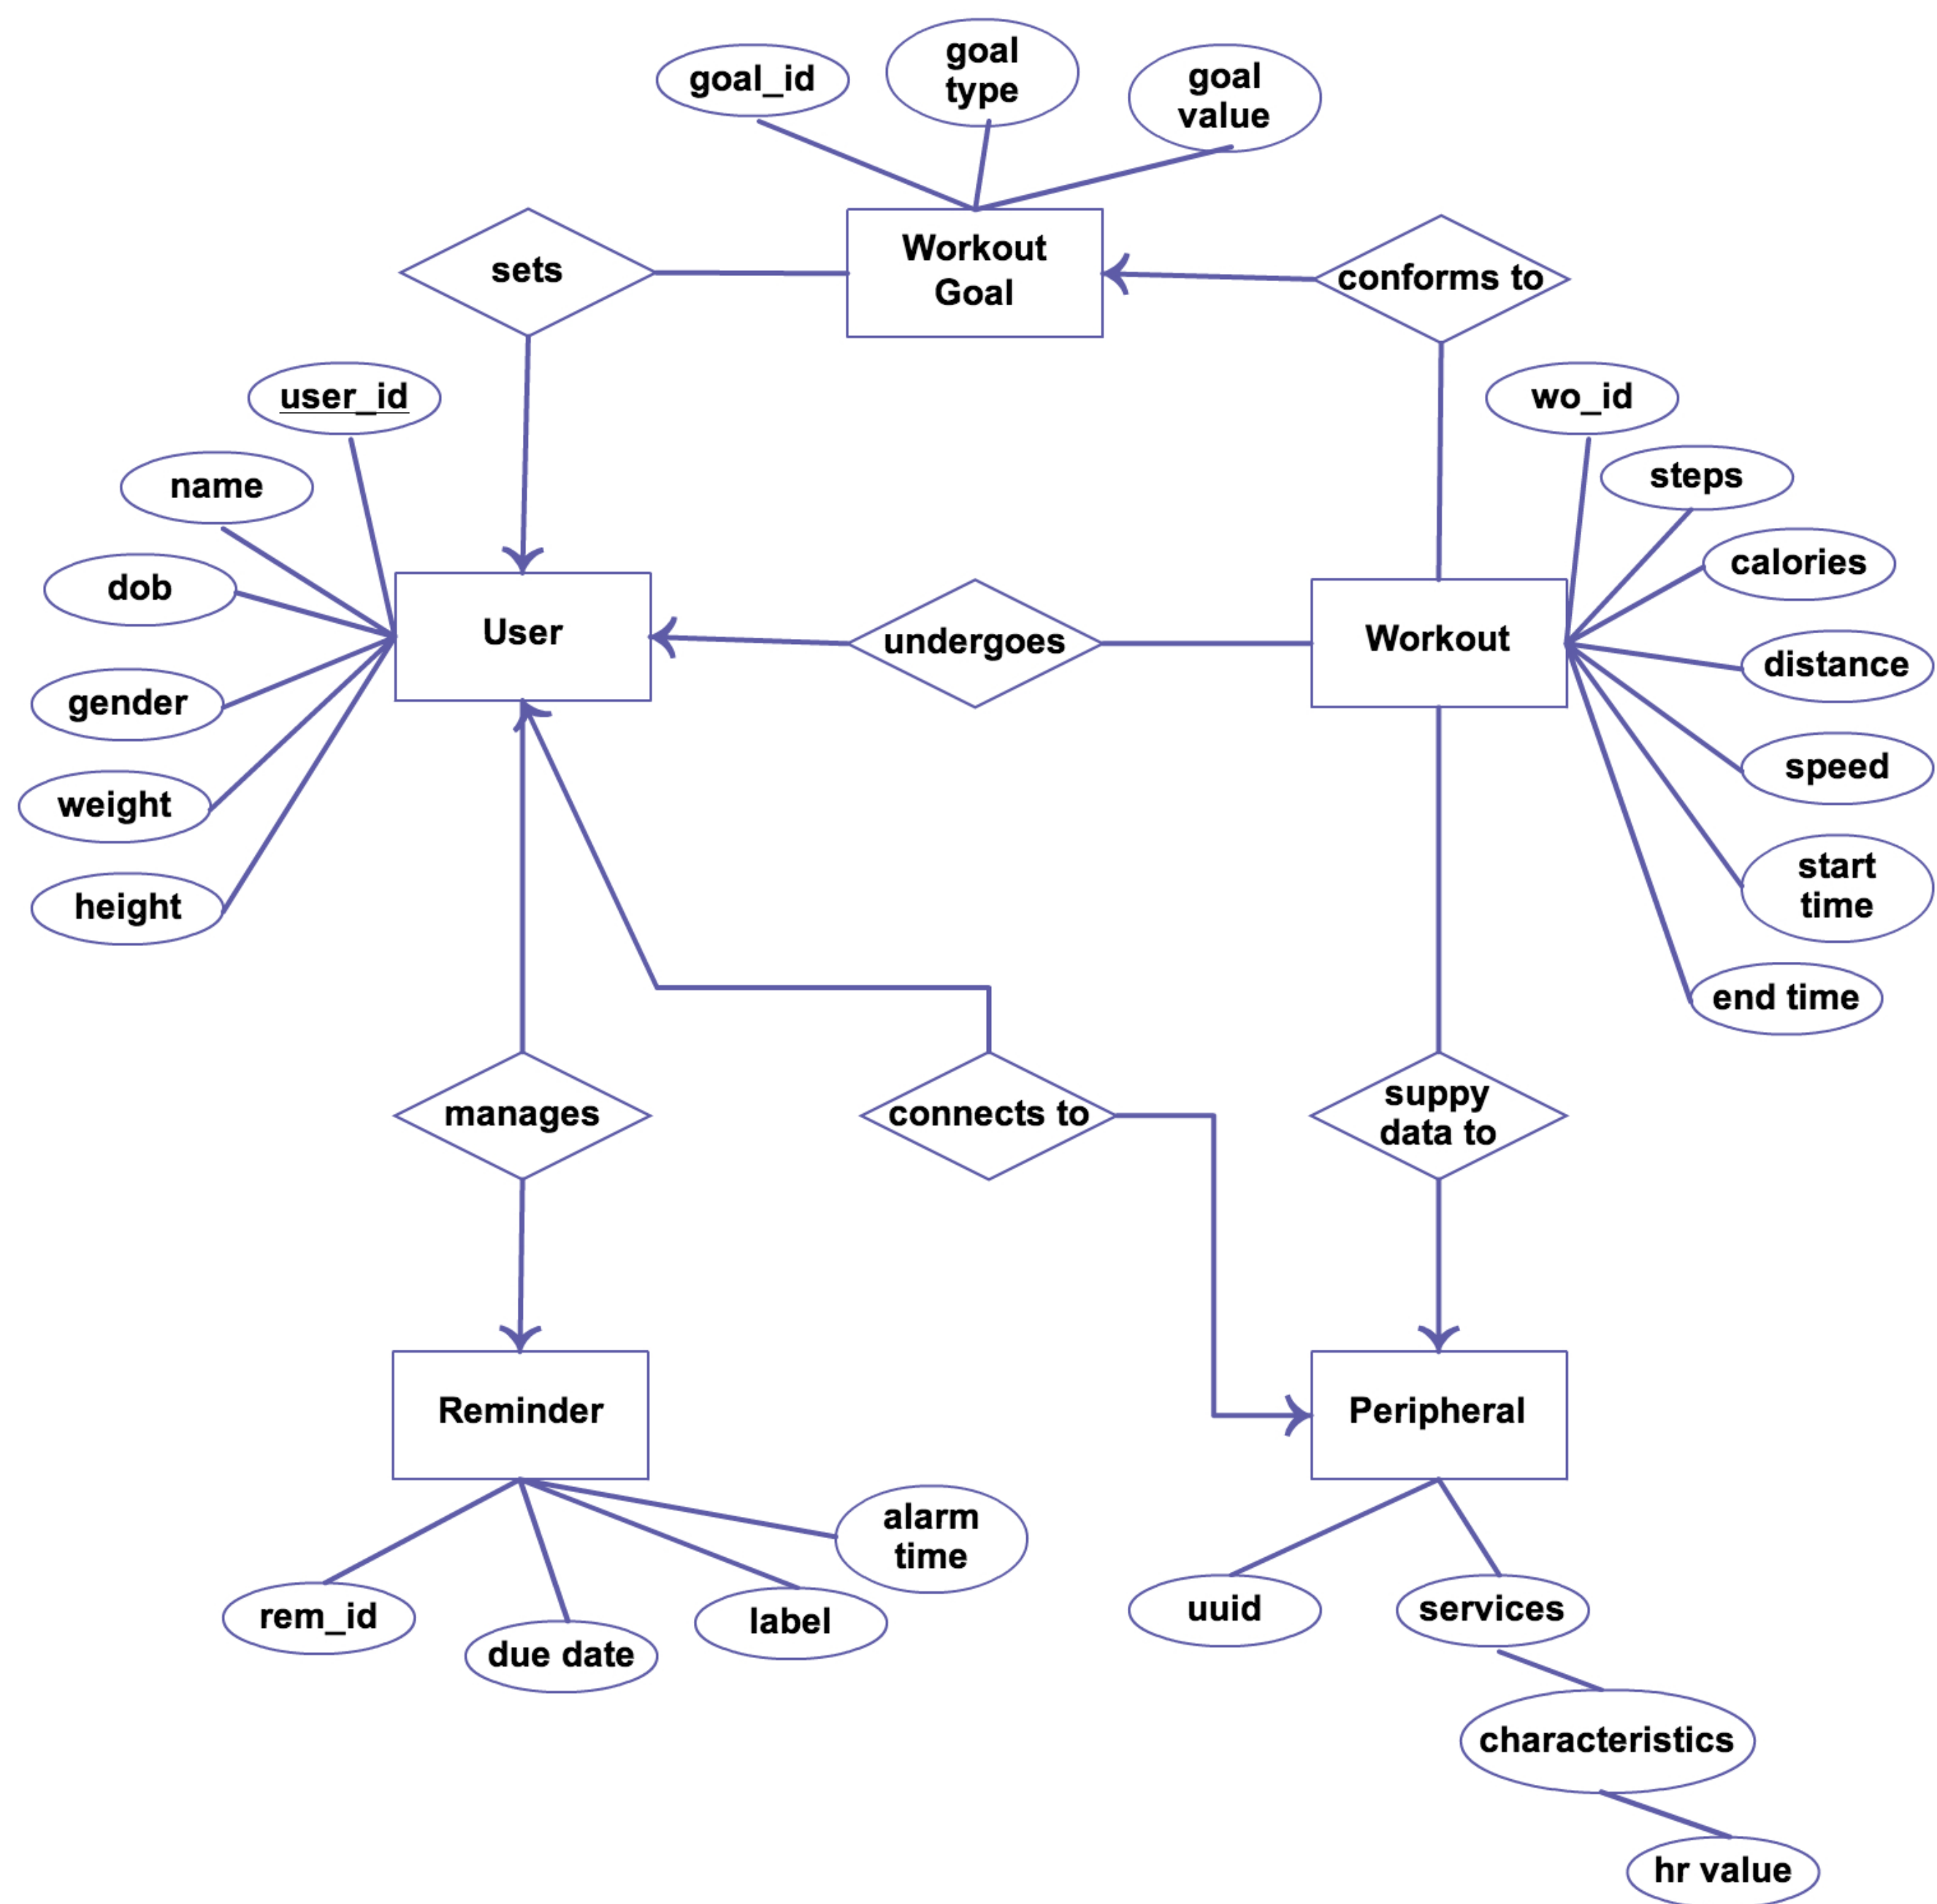 goal_id
goal
type
goal
value
Workout
Goal
sets
conforms to
user_id
name
dob
gender
weight
height
User
undergoes
Workout
wo_id
steps
calories
distance
speed
start
time
end time
manages
connects to
suppy
data to
Reminder
Peripheral
rem_id
due date
label
alarm
time
uuid
services
characteristics
hr value